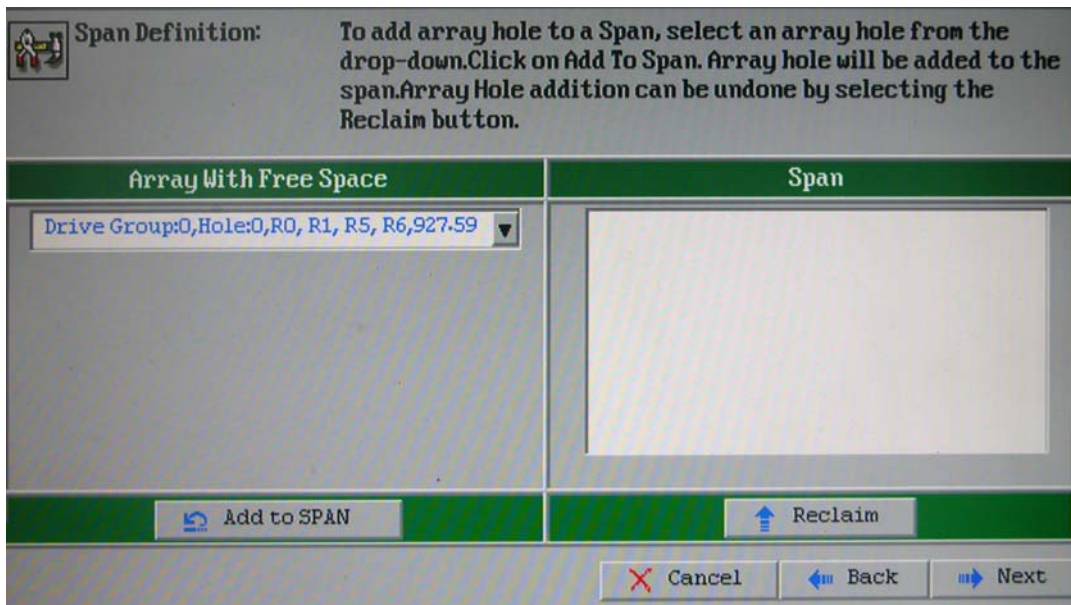 Span Definition:
To add array hole to a Span, select an array hole from the
drop-down.Click on Add To Span. Array hole will be added to the
span.Array Hole addition can be undone by selecting the
Reclaim button.
Array With Free Space
Span
Drive Group:0,Hole:0,R0, R1, R5, R6,927.59
Add to SPAN
Reclaim
Cancel
Back
Next